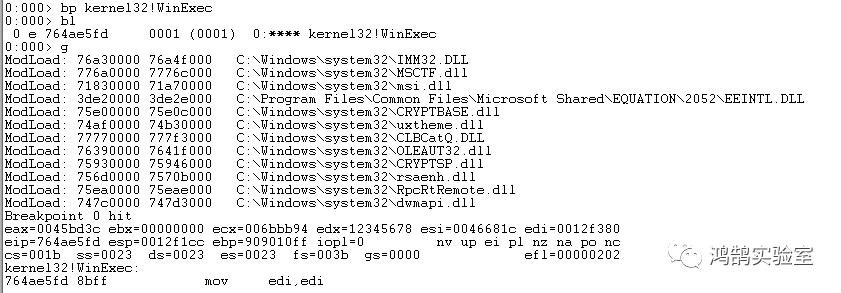 0:000> bp kernel32!WinExec
0:000> bl
 0 e 764ae5fd     0001 (0001)  0:**** kernel32!WinExec
0:000> g
ModLoad: 76a30000 76a4f000   C:\Windows\system32\IMM32.DLL
ModLoad: 776a0000 7776c000   C:\Windows\system32\MSCTF.dll
ModLoad: 71830000 71a70000   C:\Windows\system32\msi.dll
ModLoad: 3de20000 3de2e000   C:\Program Files\Common Files\Microsoft Shared\EQUATION\2052\EEINTL.DLL
ModLoad: 75e00000 75e0c000   C:\Windows\system32\CRYPTBASE.dll
ModLoad: 74af0000 74b30000   C:\Windows\system32\uxtheme.dll
ModLoad: 77770000 777f3000   C:\Windows\system32\CLBCatQ.DLL
ModLoad: 76390000 7641f000   C:\Windows\system32\OLEAUT32.dll
ModLoad: 75930000 75946000   C:\Windows\system32\CRYPTSP.dll
ModLoad: 756d0000 7570b000   C:\Windows\system32\rsaenh.dll
ModLoad: 75ea0000 75eae000   C:\Windows\system32\RpcRtRemote.dll
ModLoad: 747c0000 747d3000   C:\Windows\system32\dwmapi.dll
Breakpoint 0 hit
eax=0045bd3c ebx=00000000 ecx=006bbb94 edx=12345678 esi=0046681c edi=0012f380
eip=764ae5fd esp=0012f1cc ebp=909010ff iopl=0         nv up ei pl nz na po nc
cs=001b  ss=0023  ds=0023  es=0023  fs=003b  gs=0000             efl=00000202
kernel32!WinExec:
764ae5fd 8bff            mov     edi,edi
鸿鹄实验室